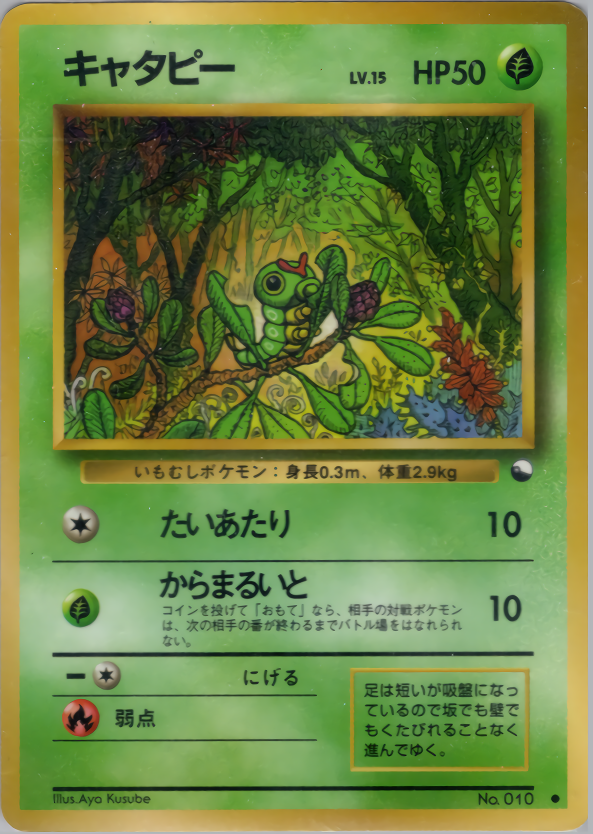 キャタピー LV.15 HP50
いもむしポケモン：身長0.3m、体重2.9kg
たいあたり 10
からまるいと 10
コインを投げて「おもて」なら、相手の対戦ポケモン
は、次の相手の番が終わるまでバトル場をはなれられ
ない。
にげる
弱点
足は短いが吸盤になっ
ているので坂でも壁で
もくたびれることなく
進んでゆく。
Illus.Aya Kusube No. 010